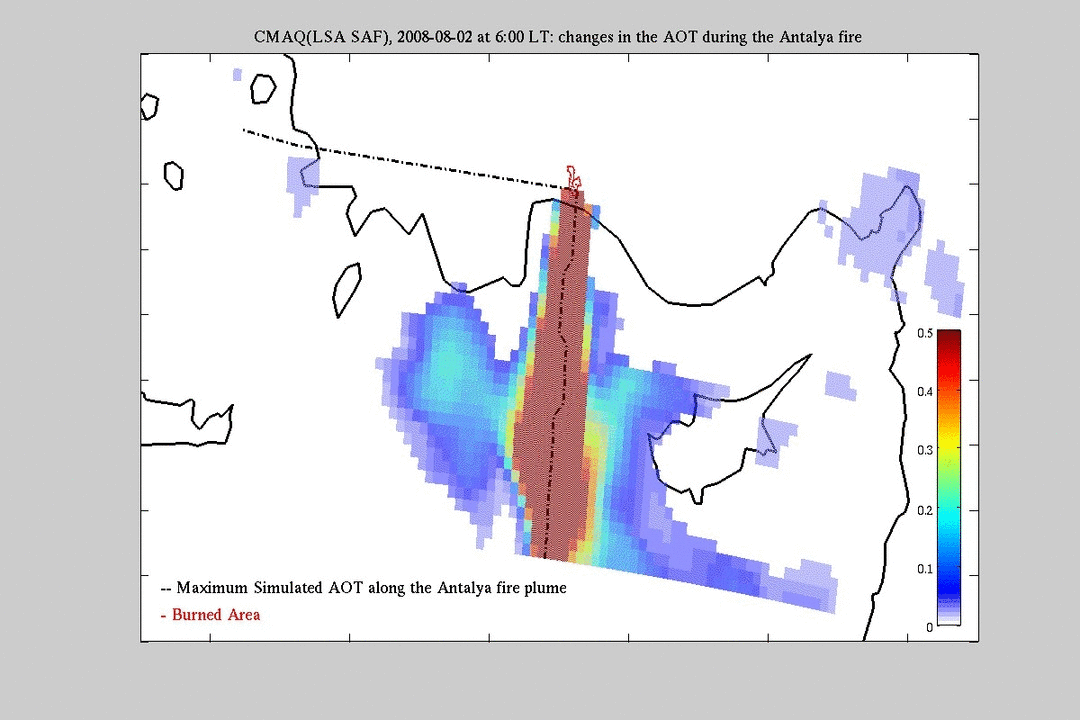 CMAQ(LSA SAF), 2008-08-02 at 6:00 LT: changes in the AOT during the Antalya fire
0.5
0.4
0.3
0.2
0.1
0
-- Maximum Simulated AOT along the Antalya fire plume
- Burned Area